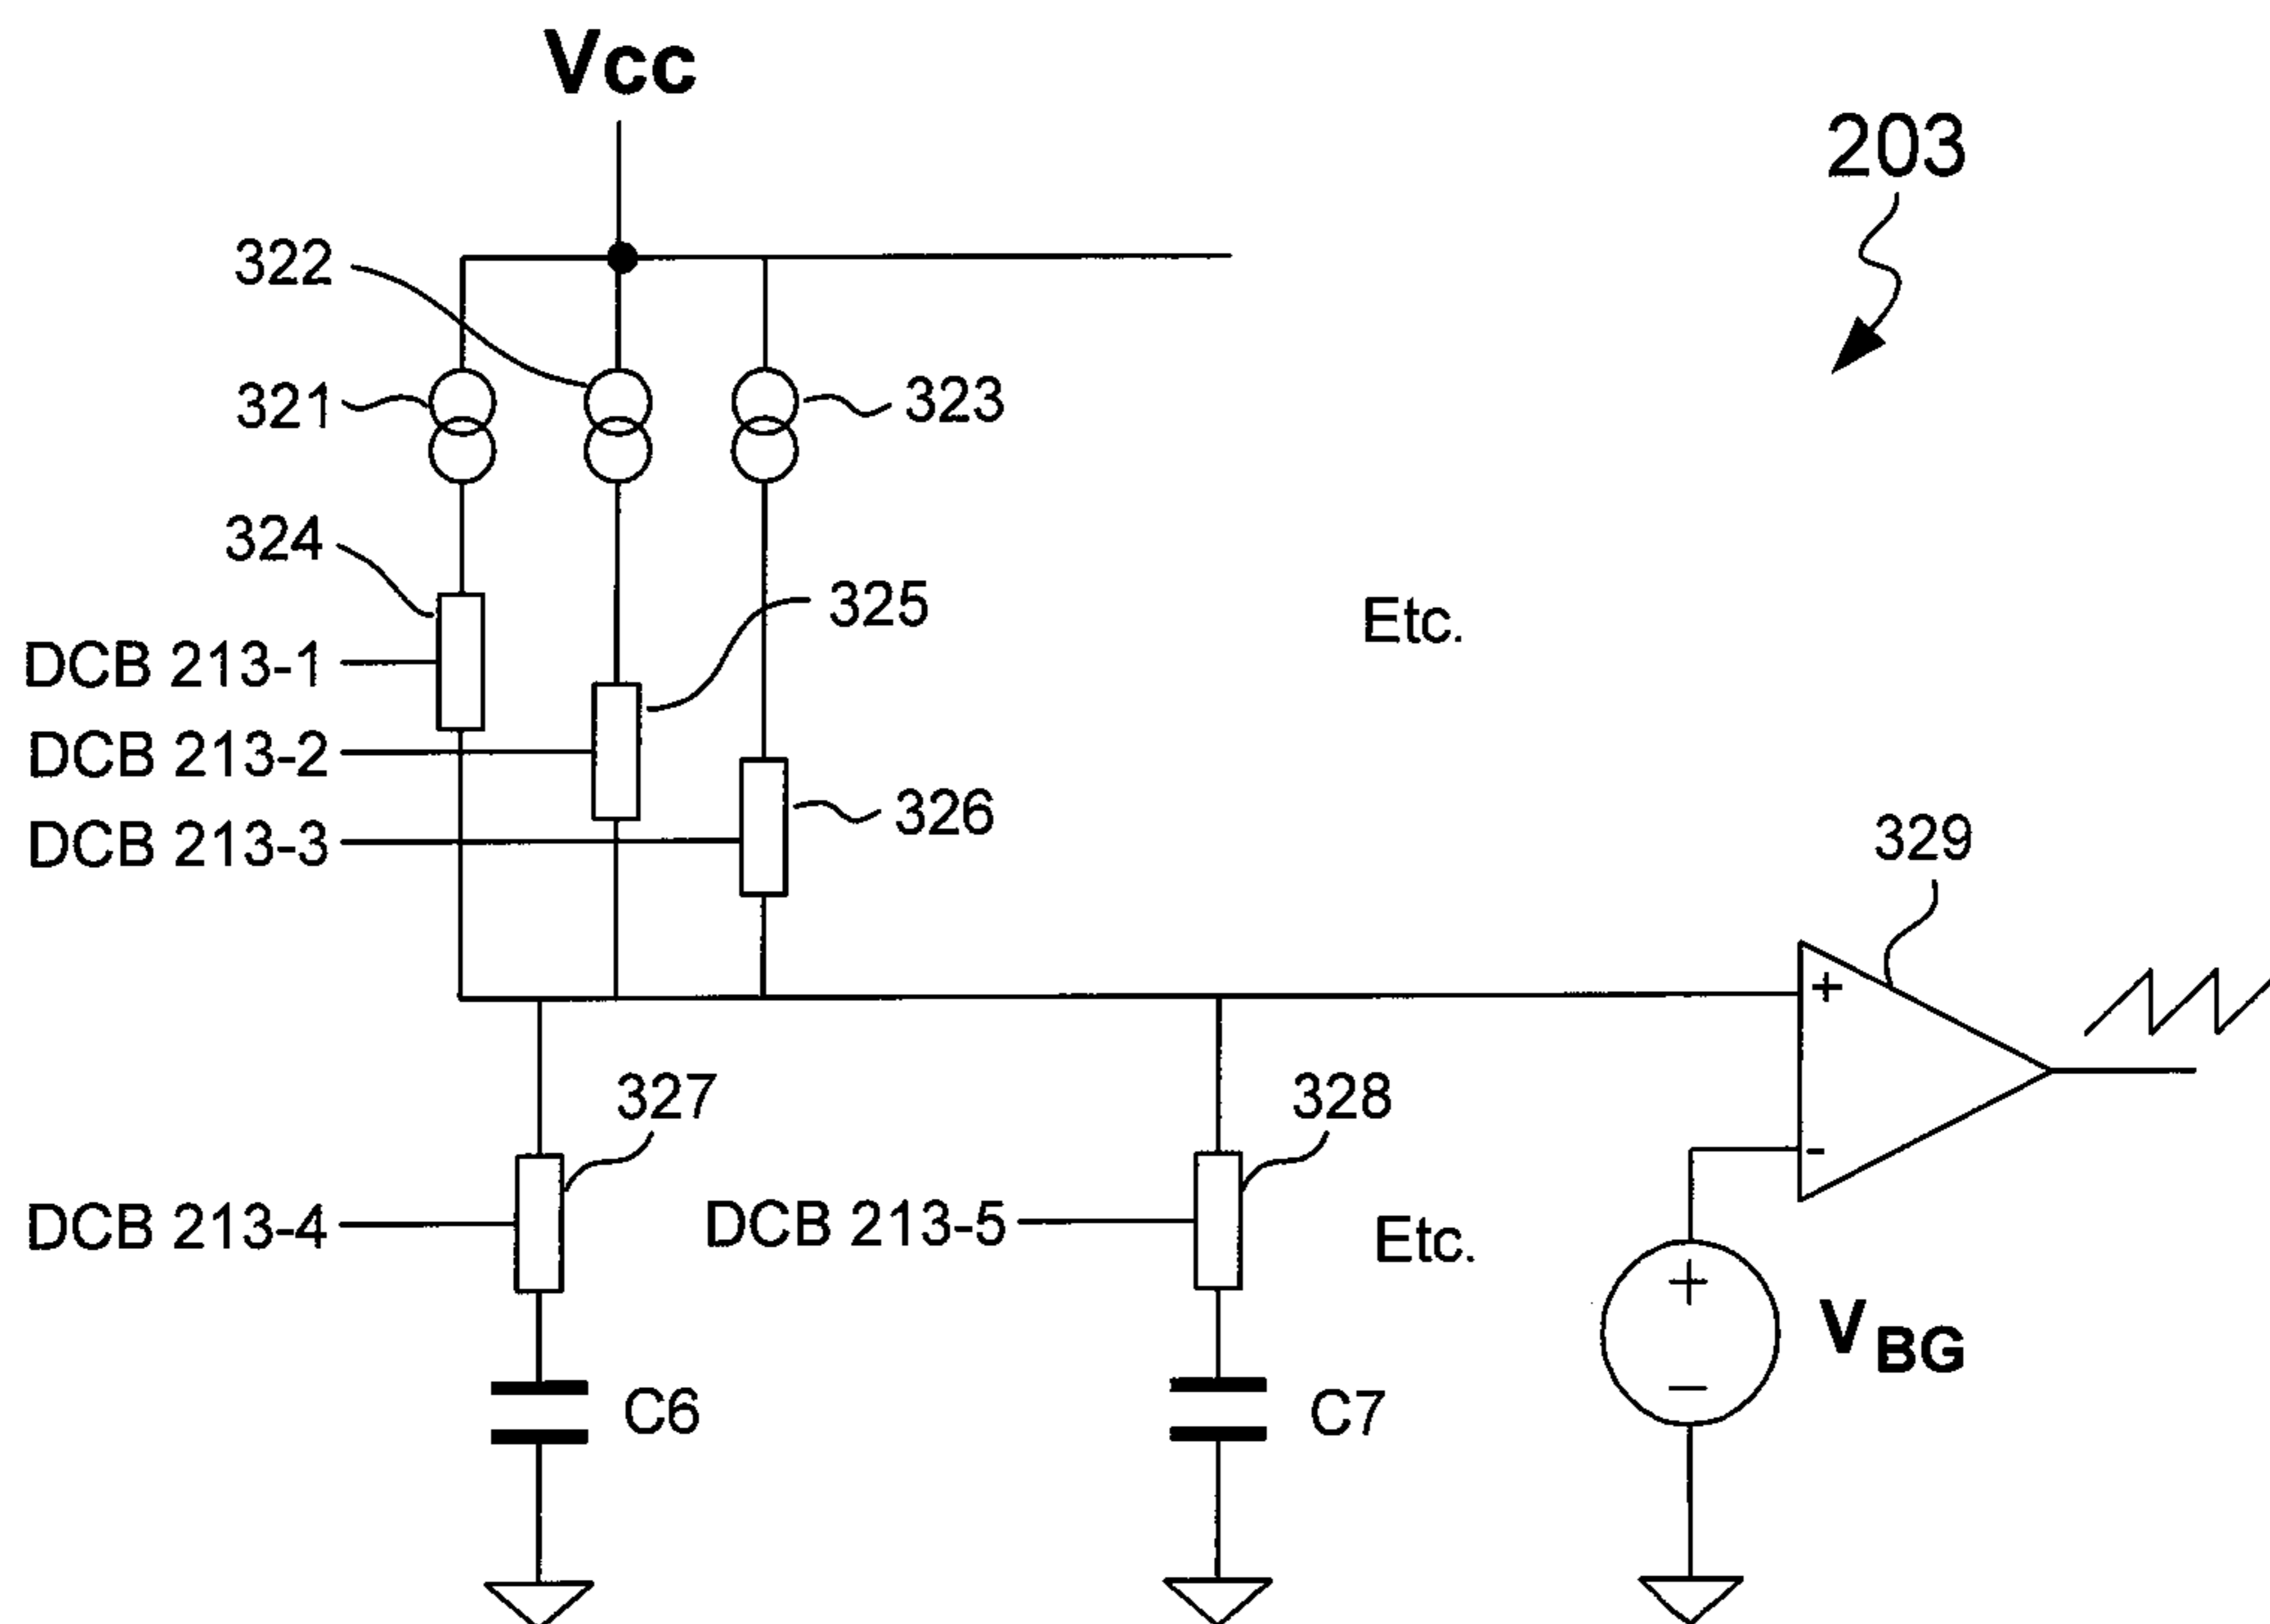 Vcc
203
322
321
323
324
325
Etc.
DCB 213-1
DCB 213-2
DCB 213-3
326
329
+
-
327
328
DCB 213-4
DCB 213-5
Etc.
+
−
VBG
C6
C7